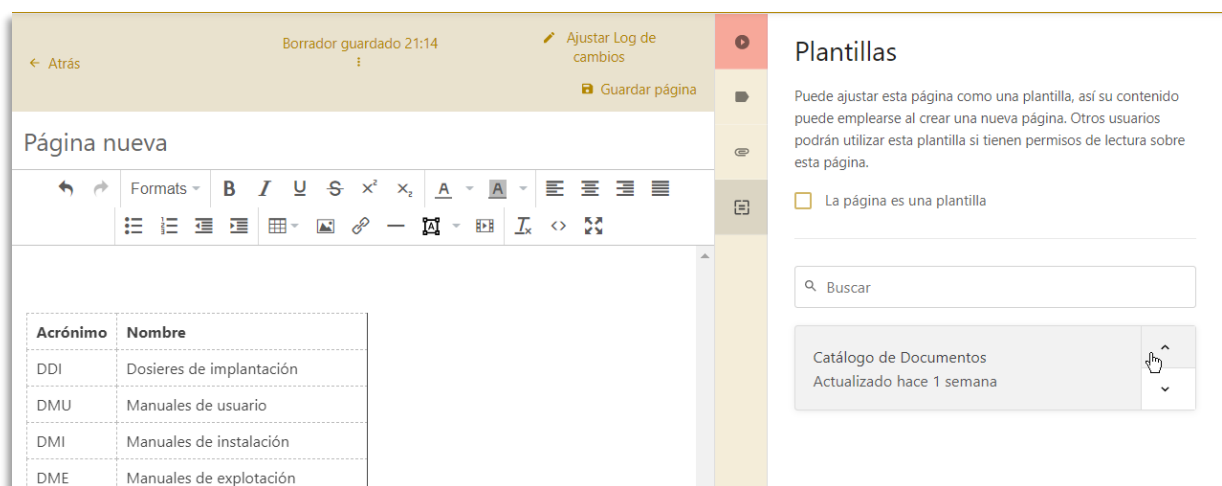 ← Atrás
Borrador guardado 21:14
Ajustar Log de
cambios
Guardar página
Página nueva
Formats
B I U S x² x₂ A A
Acrónimo Nombre
DDI Dosieres de implantación
DMU Manuales de usuario
DMI Manuales de instalación
DME Manuales de explotación
Plantillas
Puede ajustar esta página como una plantilla, así su contenido
puede emplearse al crear una nueva página. Otros usuarios
podrán utilizar esta plantilla si tienen permisos de lectura sobre
esta página.
La página es una plantilla
Buscar
Catálogo de Documentos
Actualizado hace 1 semana